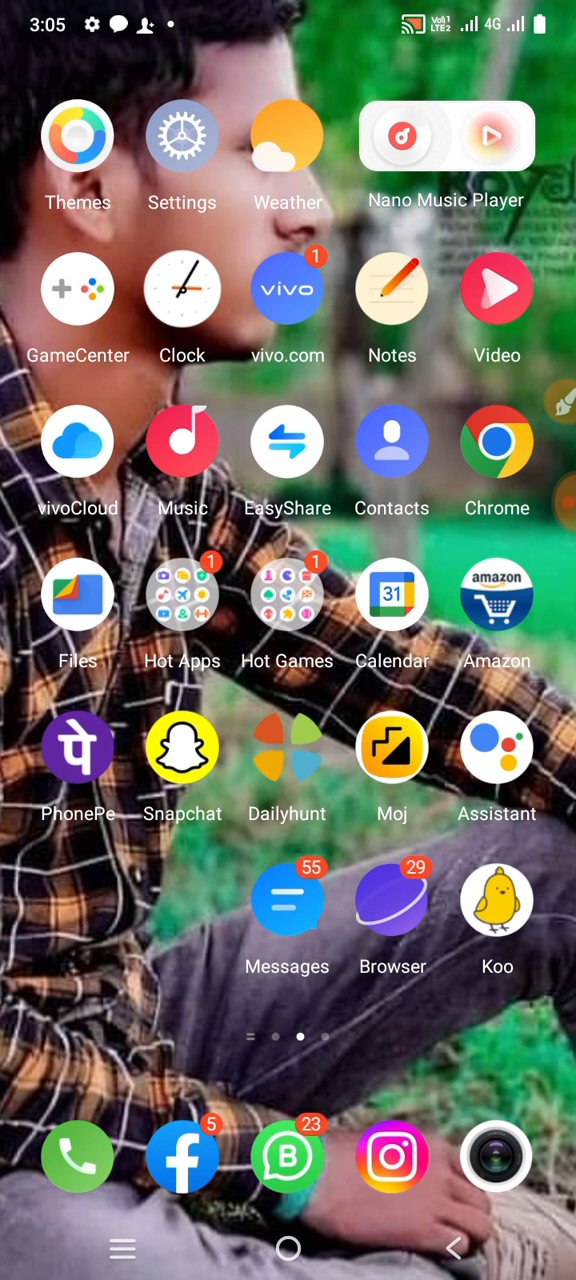 3:05
Vo))1 LTE2 4G
Themes Settings Weather Nano Music Player
1
vivo
GameCenter Clock vivo.com Notes Video
vivoCloud Music EasyShare Contacts Chrome
1 1
31 amazon
Files Hot Apps Hot Games Calendar Amazon
पे
PhonePe Snapchat Dailyhunt Moj Assistant
55 29
Messages Browser Koo
5 23
f B